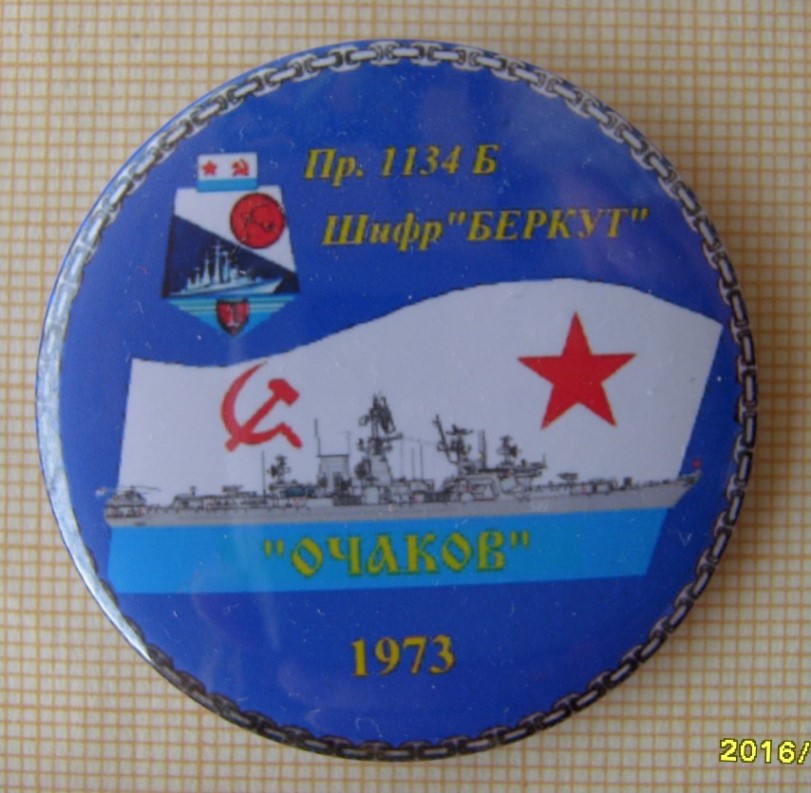 Пр. 1134 Б
Шифр "БЕРКУТ"
"ОЧАКОВ"
1973
2016/